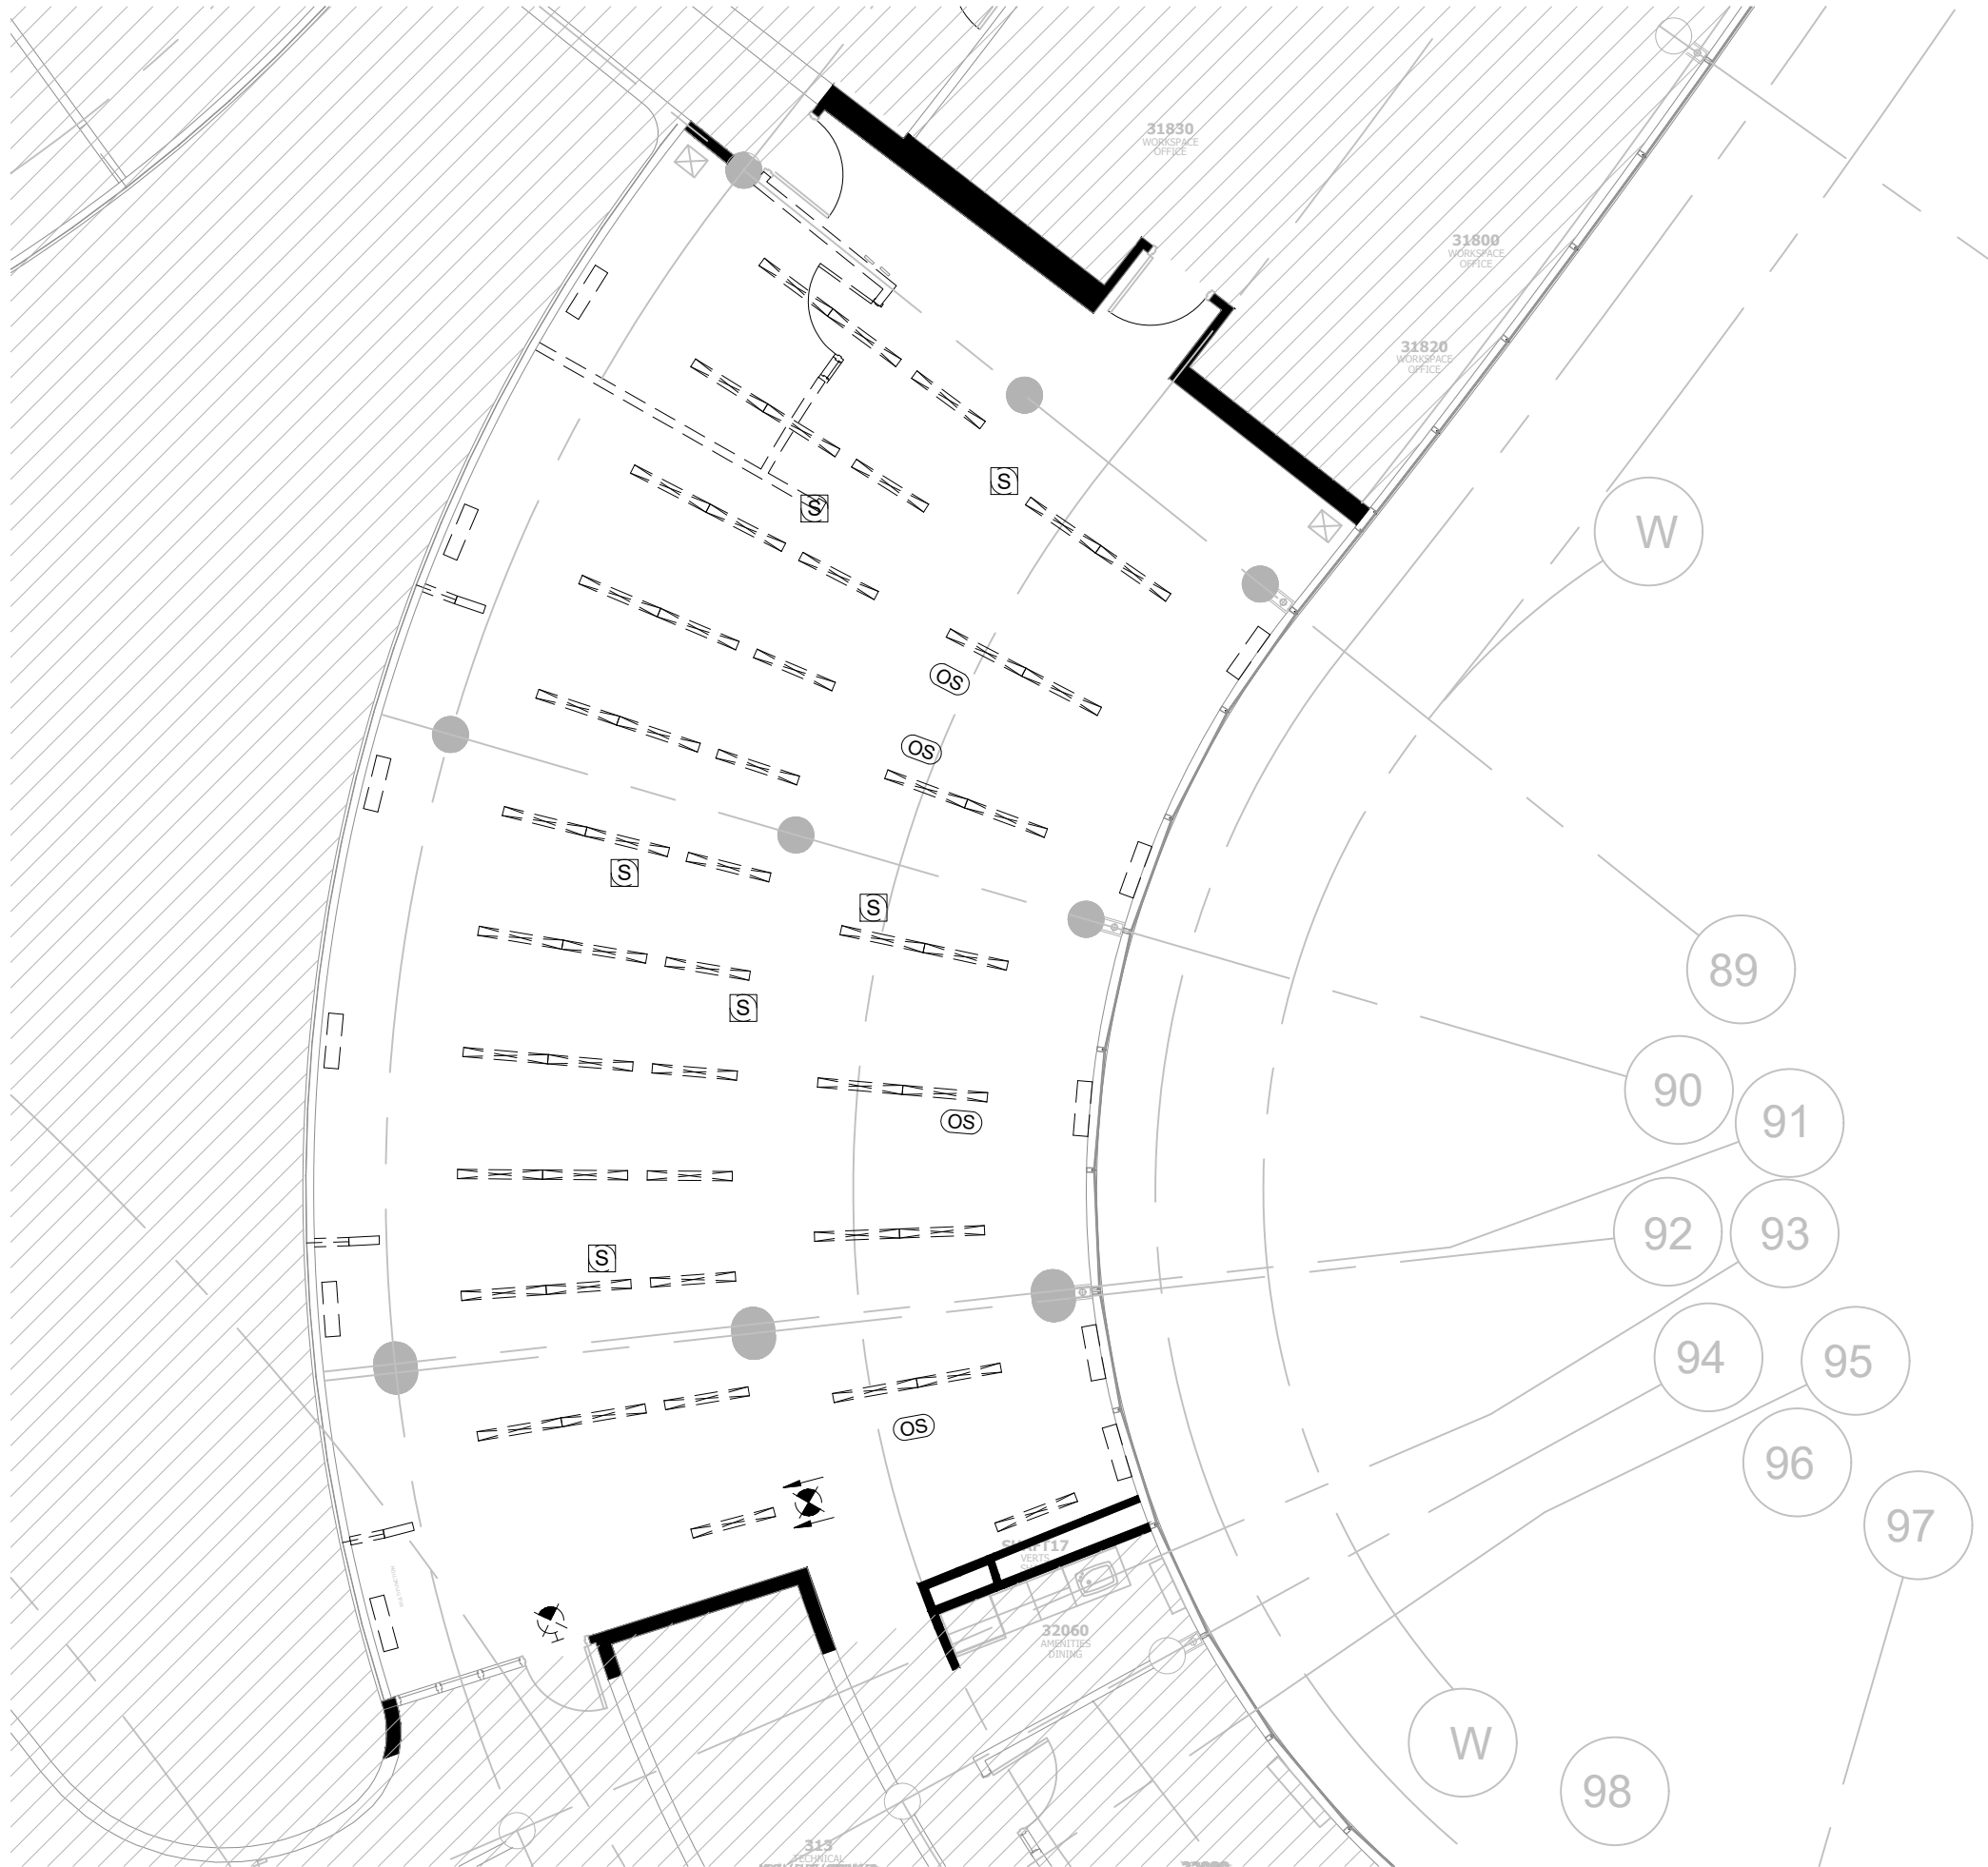 31830
WORKSPACE
OFFICE
31800
WORKSPACE
OFFICE
31820
WORKSPACE
OFFICE
S
S
W
OS
OS
S
S
89
S
90
91
OS
92
93
S
94
95
OS
96
97
VERTS
32060
AMENITIES
DINING
W
98
313
TECHNICAL